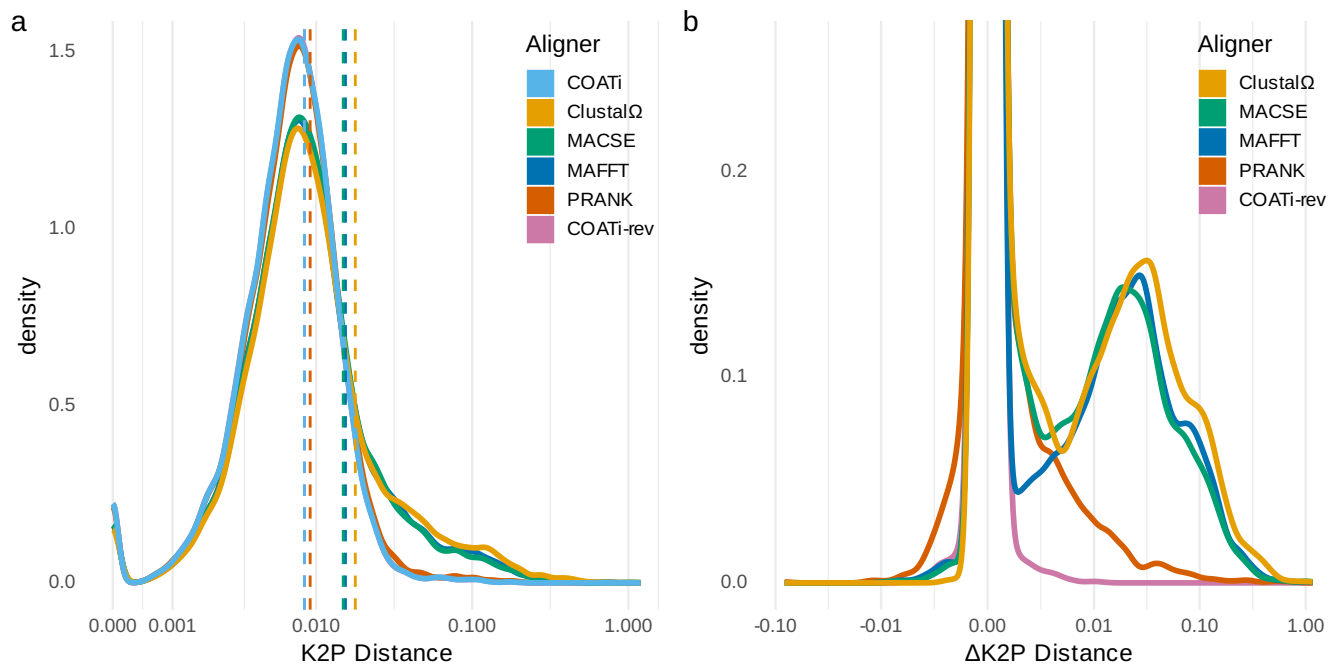 a
density
1.5
1.0
0.5
0.0
0.000 0.001 0.010 0.100 1.000
K2P Distance
Aligner
COATi
ClustalΩ
MACSE
MAFFT
PRANK
COATi-rev
b
density
0.2
0.1
0.0
-0.10 -0.01 0.00 0.01 0.10 1.00
ΔK2P Distance
Aligner
ClustalΩ
MACSE
MAFFT
PRANK
COATi-rev